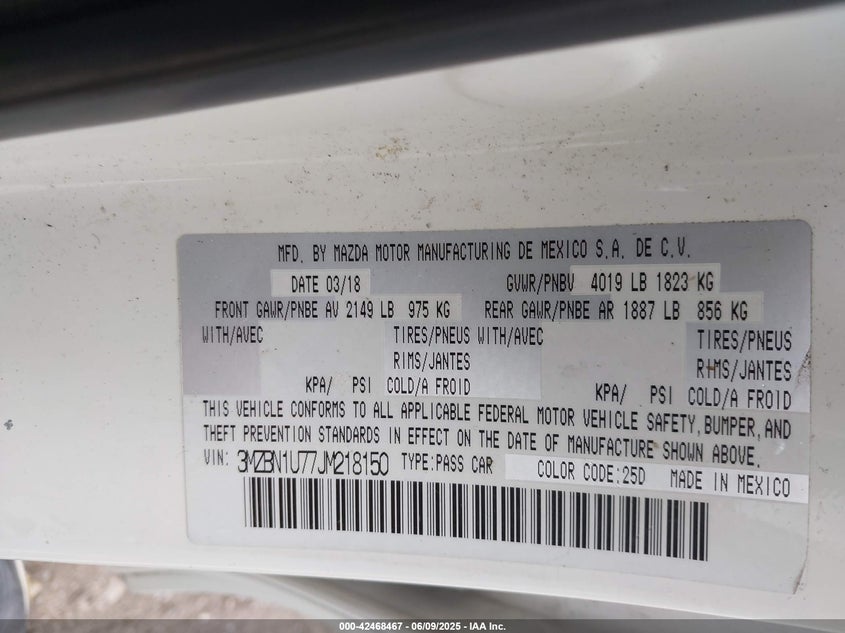 MFD. BY MAZDA MOTOR MANUFACTURING DE MEXICO S.A. DE C.V.
DATE 03/18 GVWR/PNBV 4019 LB 1823 KG
FRONT GAWR/PNBE AV 2149 LB 975 KG REAR GAWR/PNBE AR 1887 LB 856 KG
WITH/AVEC TIRES/PNEUS WITH/AVEC TIRES/PNEUS
RIMS/JANTES RIMS/JANTES
KPA/ PSI COLD/A FROID KPA/ PSI COLD/A FROID
THIS VEHICLE CONFORMS TO ALL APPLICABLE FEDERAL MOTOR VEHICLE SAFETY, BUMPER, AND
THEFT PREVENTION STANDARDS IN EFFECT ON THE DATE OF MANUFACTURE SHOWN ABOVE.
VIN: 3MZBN1U77JM218150 TYPE:PASS CAR COLOR CODE:25D MADE IN MEXICO
000-42468467 - 06/09/2025 - IAA Inc.